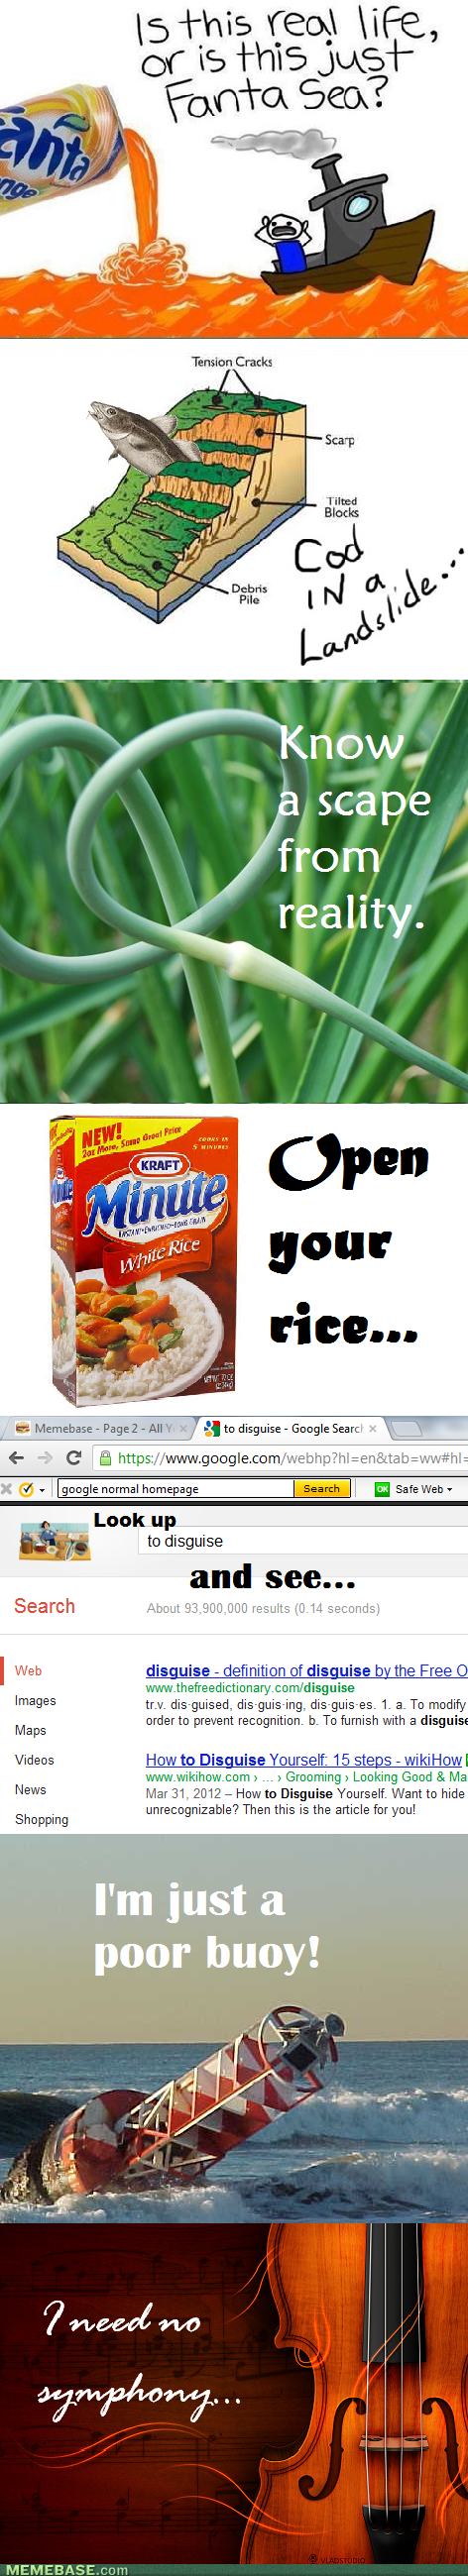 Is this real life,
or is this just
Fanta Sea?
anta
nge
Tension Cracks
Scarp
Tilted
Blocks
Debris
Pile
Cod
IN a
Landslide...
Know
a scape
from
reality.
NEW!
2oz More, Same Great Price
COOKS IN
5 MINUTES
KRAFT
Minute
White Rice
Open
your
rice...
Memebase - Page 2 - All Y
to disguise - Google Search
https://www.google.com/webhp?hl=en&tab=ww#hl=
google normal homepage
Search
OK Safe Web
Look up
to disguise
and see...
Search
About 93,900,000 results (0.14 seconds)
Web
Images
Maps
Videos
News
Shopping
disguise - definition of disguise by the Free O
www.thefreedictionary.com/disguise
tr.v. dis·guised, dis·guis·ing, dis·guis·es. 1. a. To modify
order to prevent recognition. b. To furnish with a disguise
How to Disguise Yourself: 15 steps - wikiHow
www.wikihow.com › ... › Grooming › Looking Good & Ma
Mar 31, 2012 – How to Disguise Yourself. Want to hide
unrecognizable? Then this is the article for you!
I'm just a
poor buoy!
I need no
symphony...
© VLADSTUDIO
MEMEBASE.com